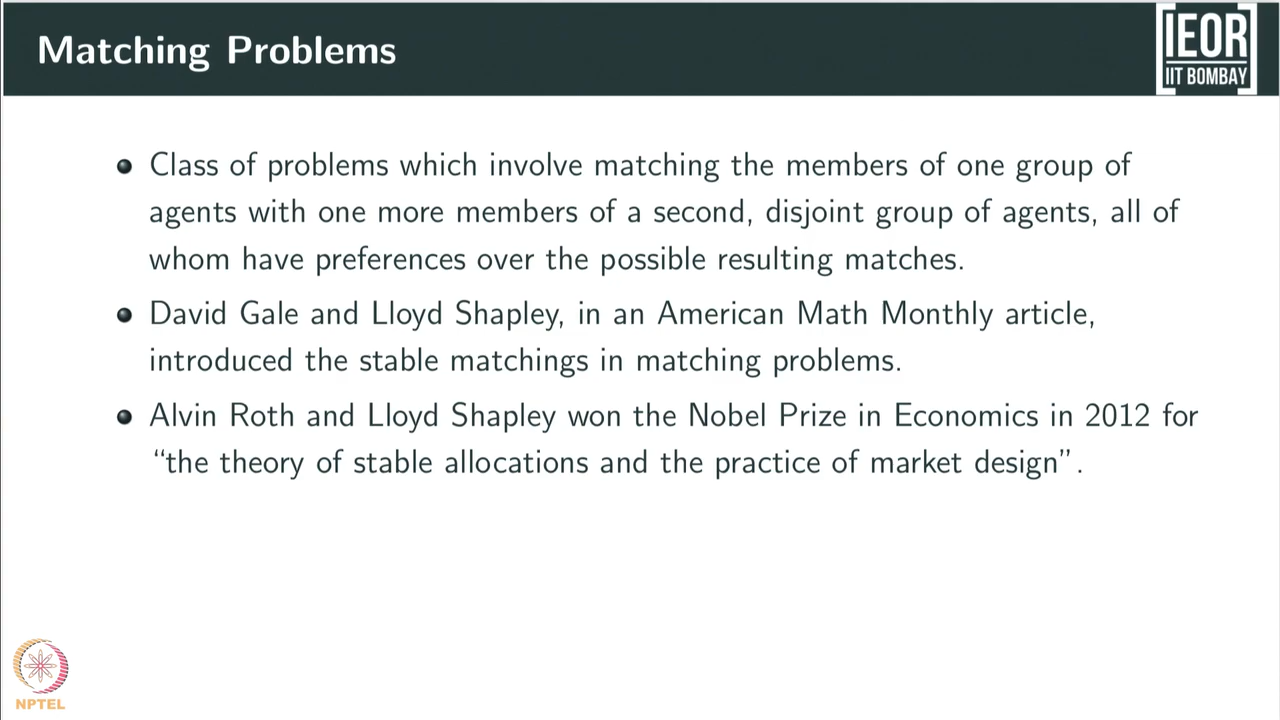 Matching Problems
IEOR
IIT BOMBAY
Class of problems which involve matching the members of one group of
agents with one more members of a second, disjoint group of agents, all of
whom have preferences over the possible resulting matches.
David Gale and Lloyd Shapley, in an American Math Monthly article,
introduced the stable matchings in matching problems.
Alvin Roth and Lloyd Shapley won the Nobel Prize in Economics in 2012 for
“the theory of stable allocations and the practice of market design”.
NPTEL